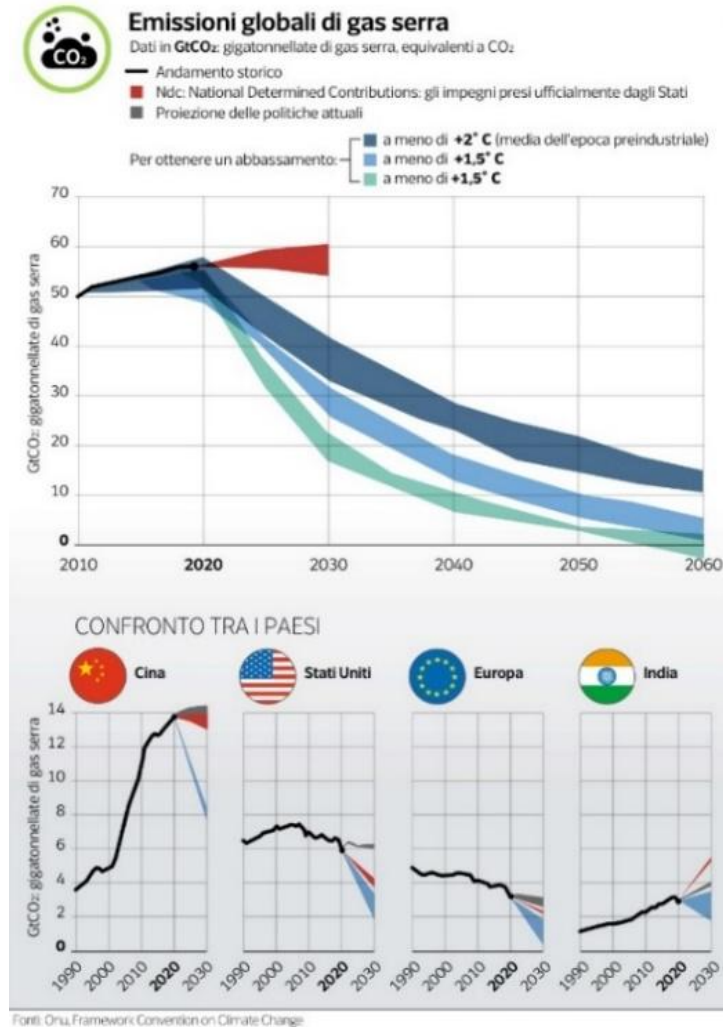 CO₂
Emissioni globali di gas serra
Dati in GtCO₂: gigatonnellate di gas serra, equivalenti a CO₂
Andamento storico
Ndc: National Determined Contributions: gli impegni presi ufficialmente dagli Stati
Proiezione delle politiche attuali
Per ottenere un abbassamento:
a meno di +2° C (media dell'epoca preindustriale)
a meno di +1,5° C
a meno di +1,5° C
GtCO₂: gigatonnellate di gas serra
70
60
50
40
30
20
10
0
2010 2020 2030 2040 2050 2060
CONFRONTO TRA I PAESI
Cina Stati Uniti Europa India
GtCO₂: gigatonnellate di gas serra
14
12
10
8
6
4
2
0
1990 2000 2010 2020 2030 1990 2000 2010 2020 2030 1990 2000 2010 2020 2030 1990 2000 2010 2020 2030
Fonti: Onu, Framework Convention on Climate Change